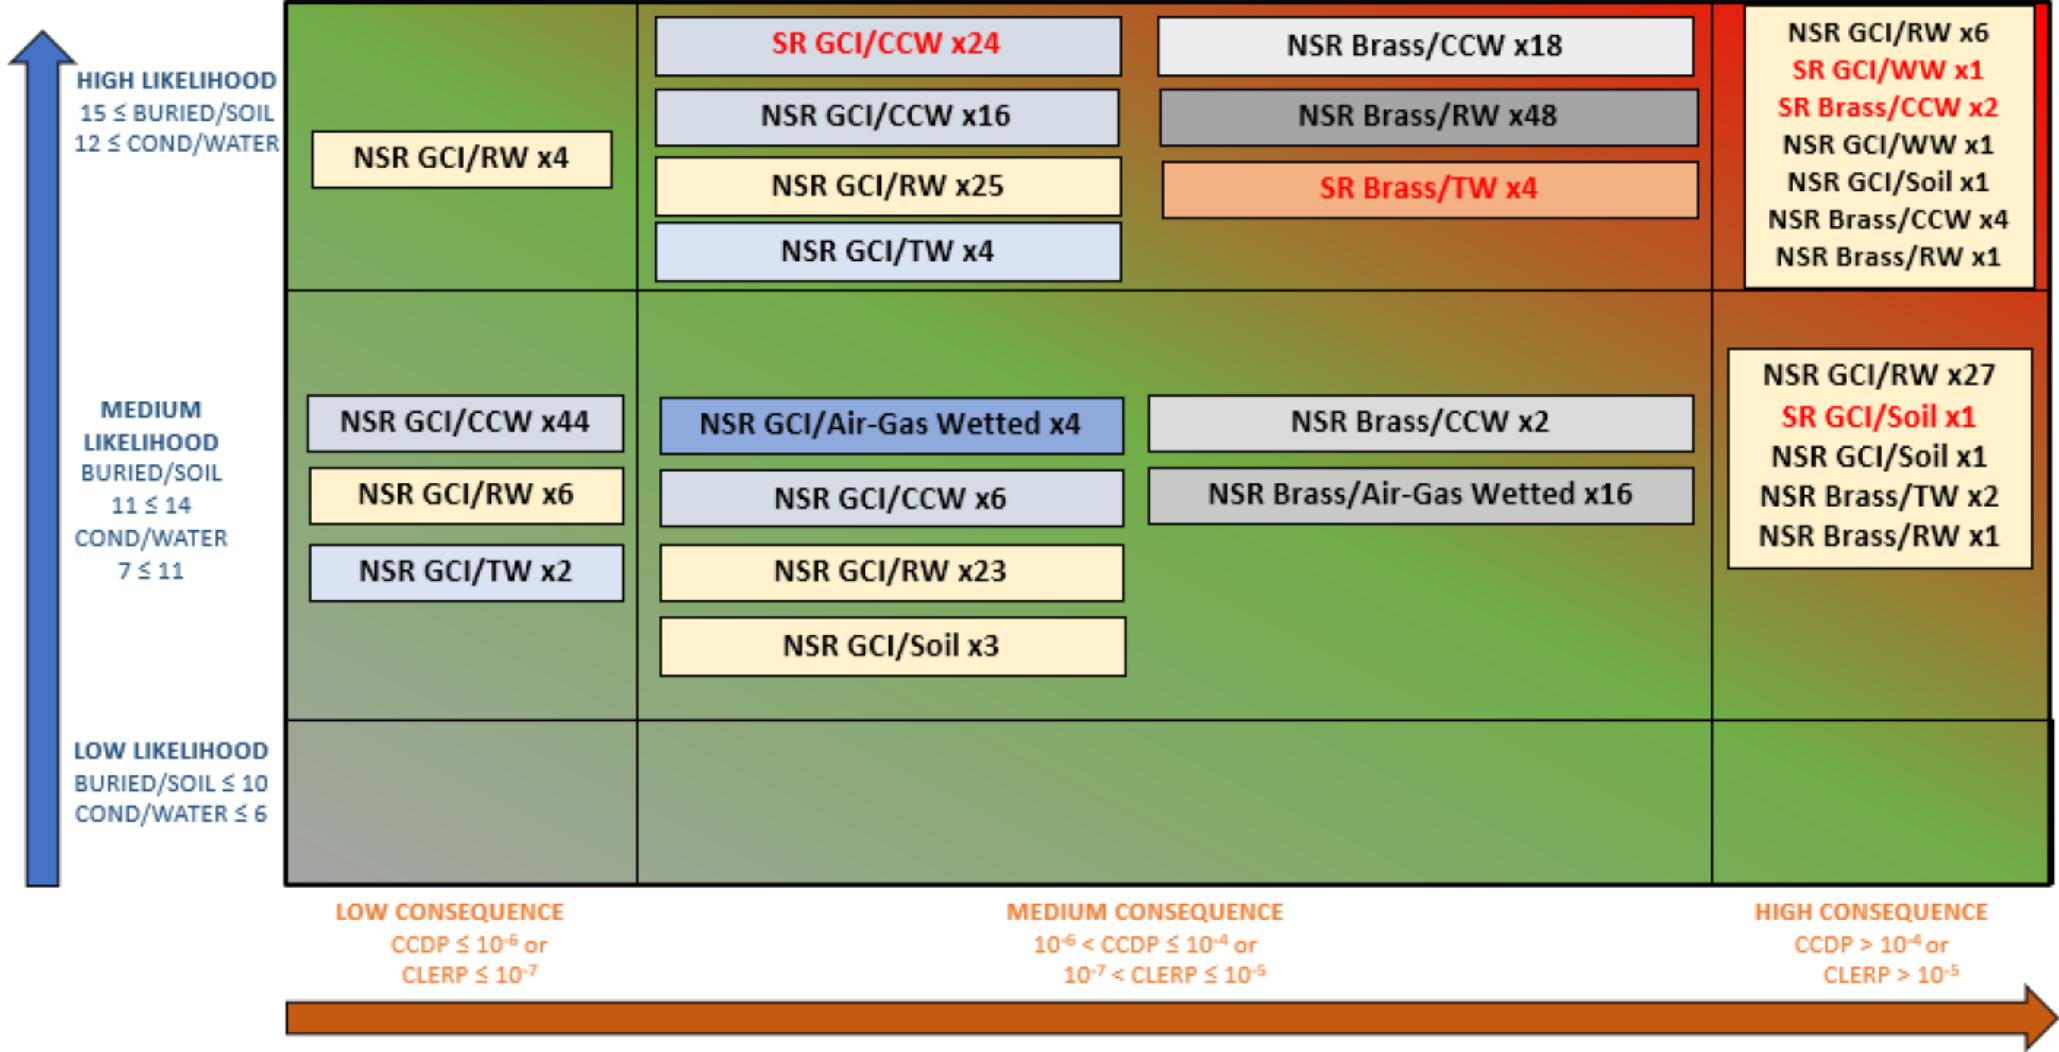 HIGH LIKELIHOOD
15 ≤ BURIED/SOIL
12 ≤ COND/WATER
NSR GCI/RW x4
SR GCI/CCW x24
NSR GCI/CCW x16
NSR GCI/RW x25
NSR GCI/TW x4
NSR Brass/CCW x18
NSR Brass/RW x48
SR Brass/TW x4
NSR GCI/RW x6
SR GCI/WW x1
SR Brass/CCW x2
NSR GCI/WW x1
NSR GCI/Soil x1
NSR Brass/CCW x4
NSR Brass/RW x1
MEDIUM
LIKELIHOOD
BURIED/SOIL
11 ≤ 14
COND/WATER
7 ≤ 11
NSR GCI/CCW x44
NSR GCI/RW x6
NSR GCI/TW x2
NSR GCI/Air-Gas Wetted x4
NSR GCI/CCW x6
NSR GCI/RW x23
NSR GCI/Soil x3
NSR Brass/CCW x2
NSR Brass/Air-Gas Wetted x16
NSR GCI/RW x27
SR GCI/Soil x1
NSR GCI/Soil x1
NSR Brass/TW x2
NSR Brass/RW x1
LOW LIKELIHOOD
BURIED/SOIL ≤ 10
COND/WATER ≤ 6
LOW CONSEQUENCE
CCDP ≤ 10⁻⁶ or
CLERP ≤ 10⁻⁷
MEDIUM CONSEQUENCE
10⁻⁶ < CCDP ≤ 10⁻⁴ or
10⁻⁷ < CLERP ≤ 10⁻⁵
HIGH CONSEQUENCE
CCDP > 10⁻⁴ or
CLERP > 10⁻⁵